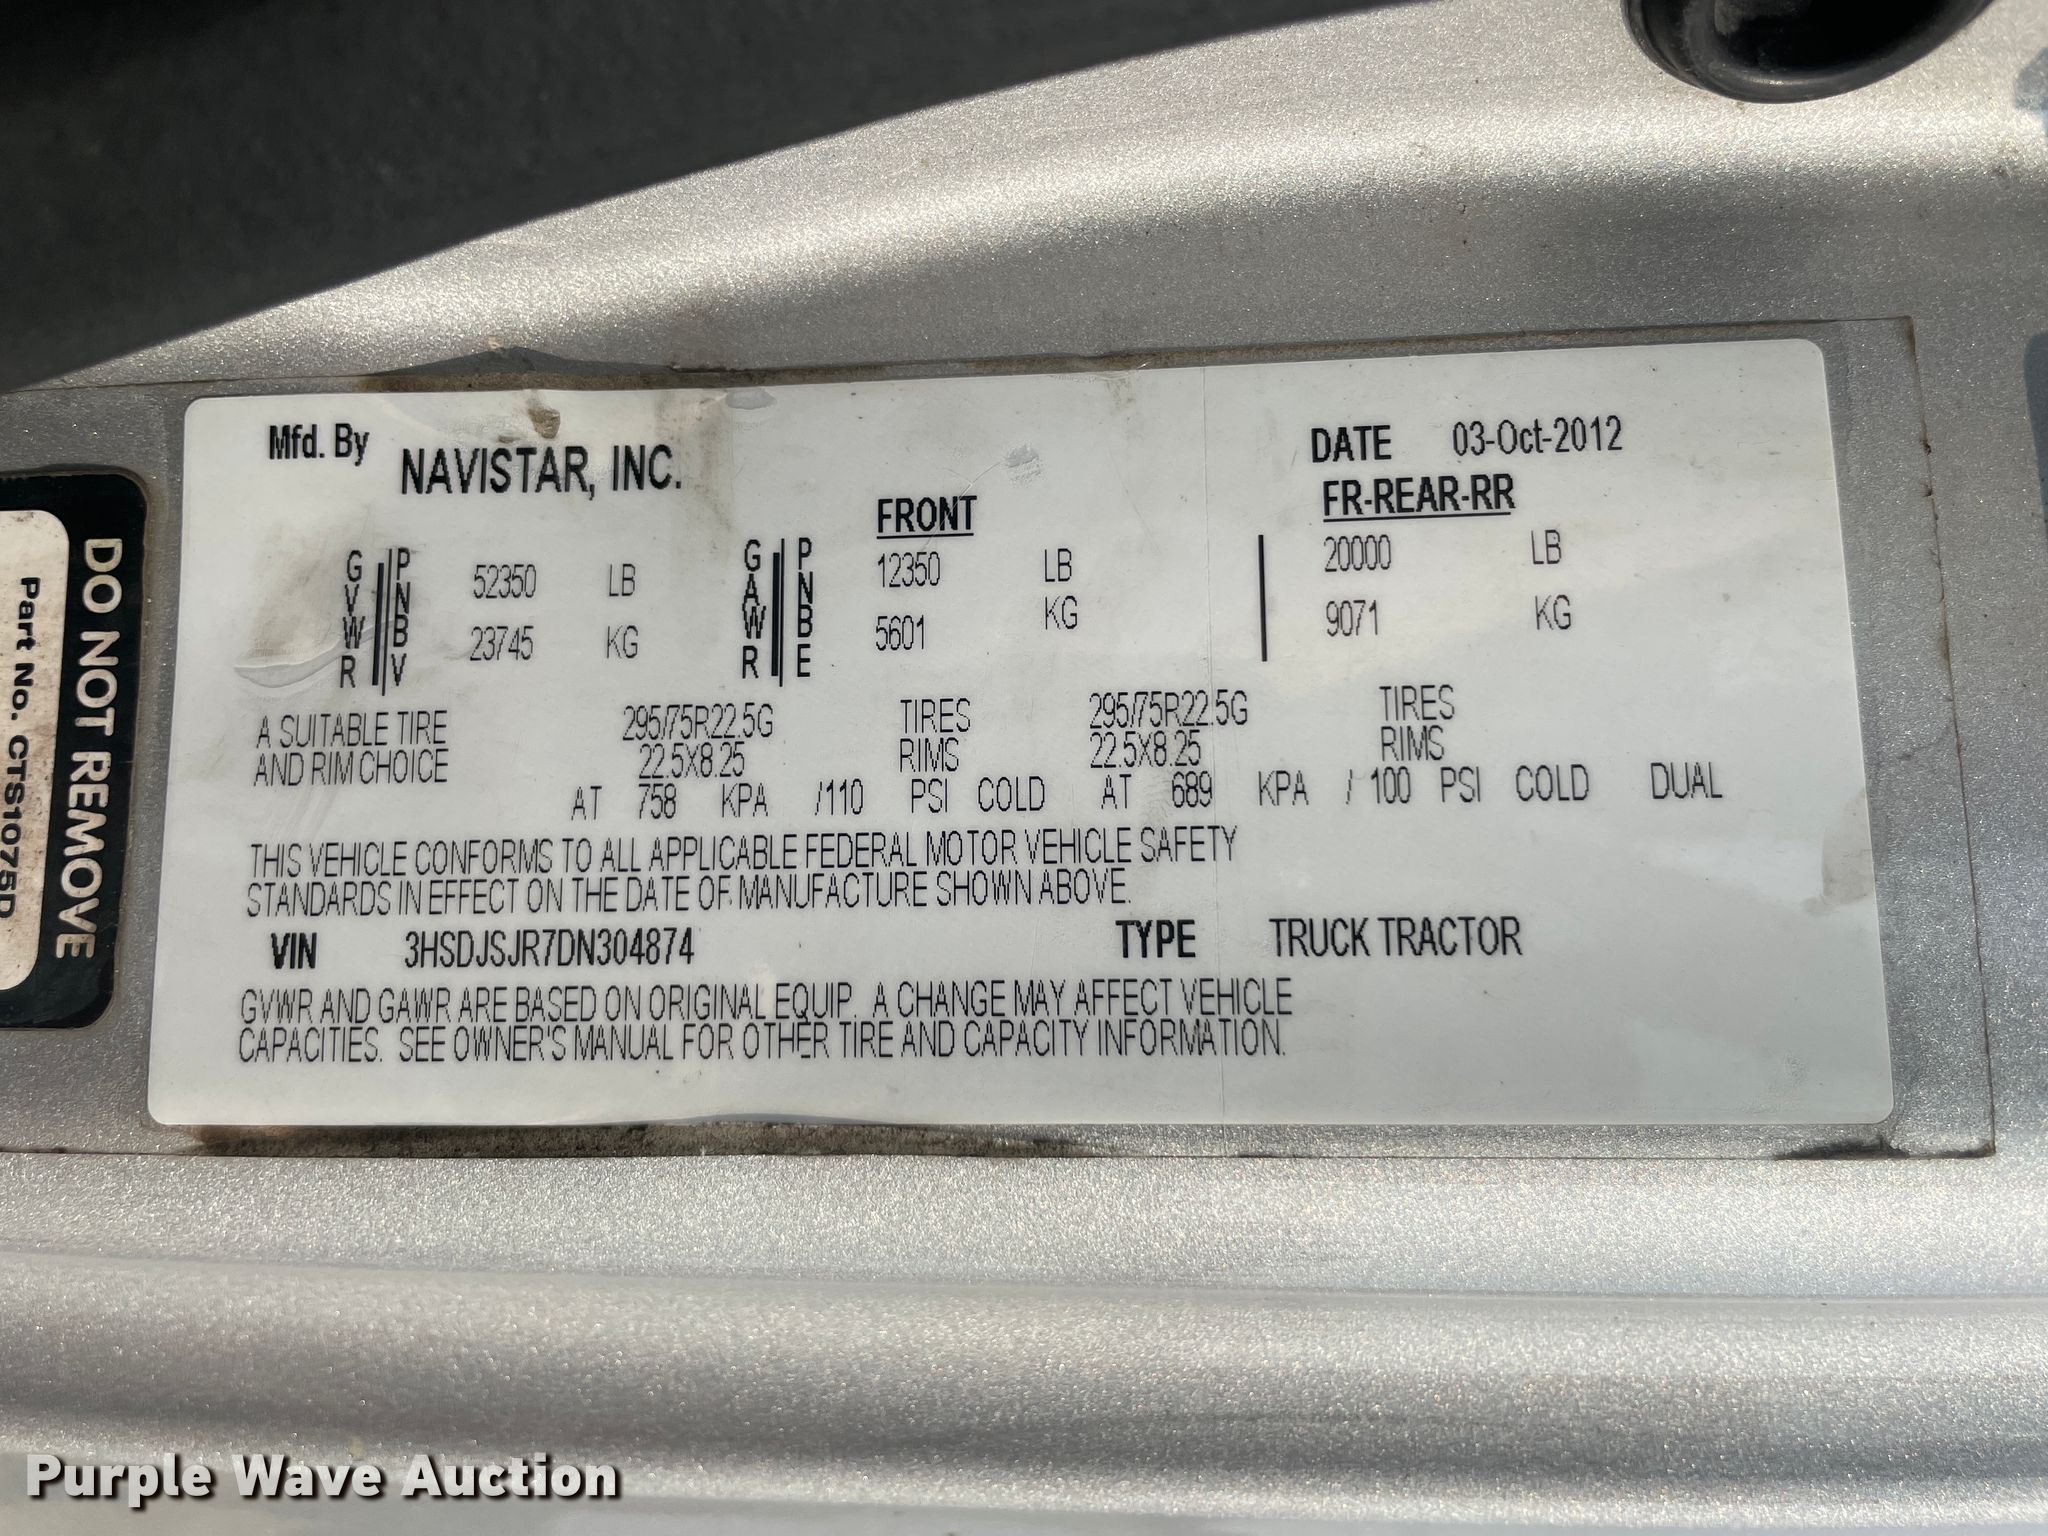 Mfd. By NAVISTAR, INC. DATE 03-Oct-2012
FRONT FR-REAR-RR
GVWR PNBV 52350 LB GAWR PNBE 12350 LB 20000 LB
23745 KG 5601 KG 9071 KG
A SUITABLE TIRE 295/75R22.5G TIRES 295/75R22.5G TIRES
AND RIM CHOICE 22.5X8.25 RIMS 22.5X8.25 RIMS
AT 758 KPA /110 PSI COLD AT 689 KPA / 100 PSI COLD DUAL
THIS VEHICLE CONFORMS TO ALL APPLICABLE FEDERAL MOTOR VEHICLE SAFETY
STANDARDS IN EFFECT ON THE DATE OF MANUFACTURE SHOWN ABOVE.
VIN 3HSDJSJR7DN304874 TYPE TRUCK TRACTOR
GVWR AND GAWR ARE BASED ON ORIGINAL EQUIP. A CHANGE MAY AFFECT VEHICLE
CAPACITIES. SEE OWNER'S MANUAL FOR OTHER TIRE AND CAPACITY INFORMATION.
DO NOT REMOVE
Part No. CTS1075D
Purple Wave Auction